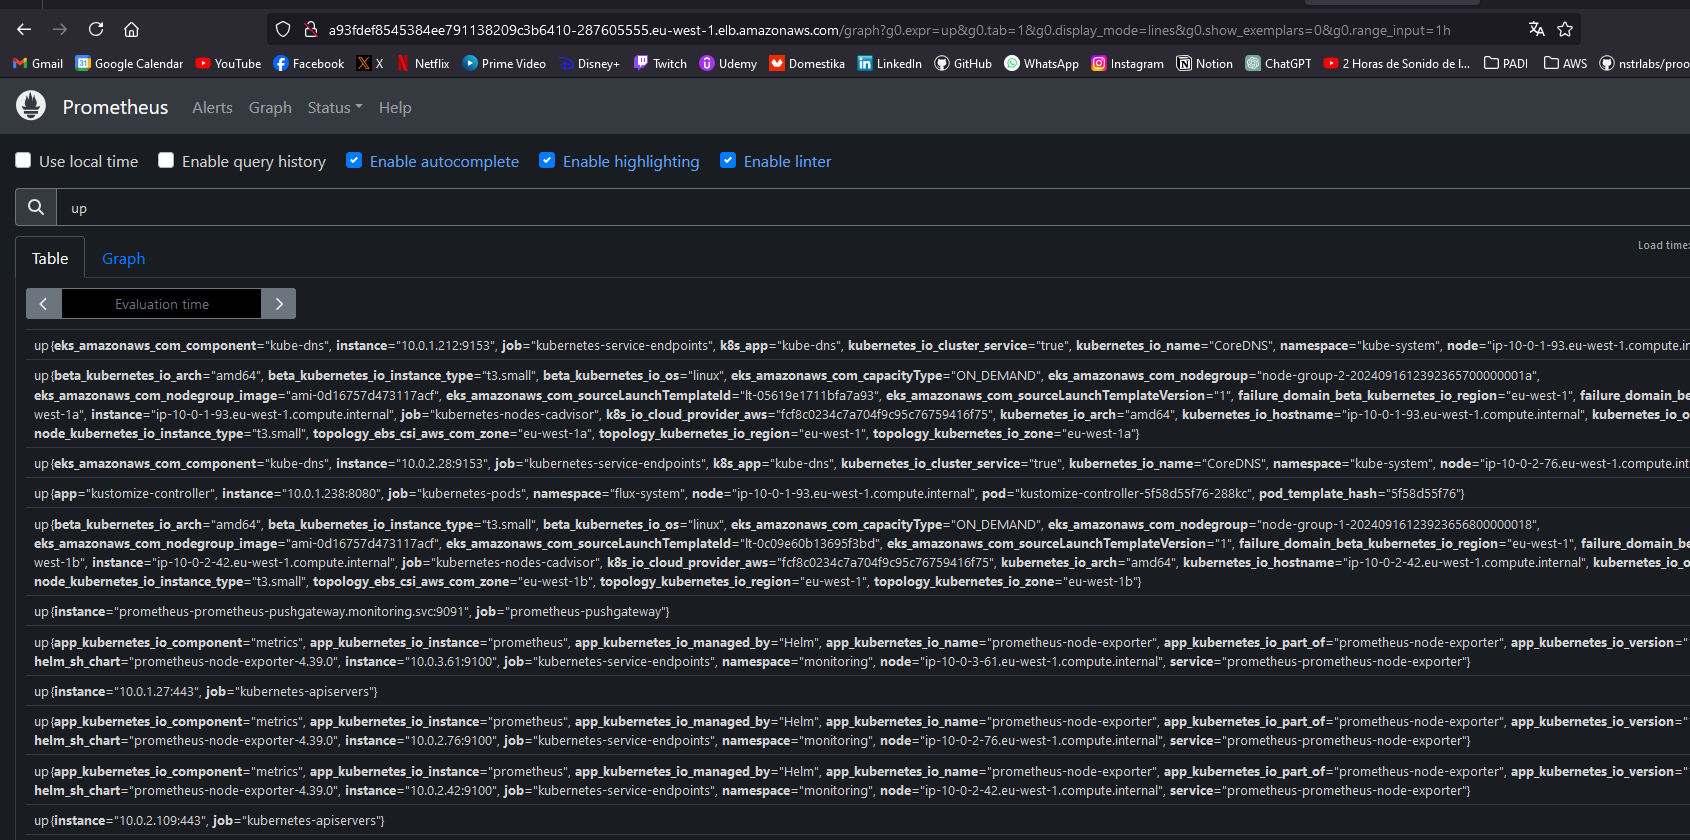 a93fdef8545384ee791138209c3b6410-287605555.eu-west-1.elb.amazonaws.com/graph?g0.expr=up&g0.tab=1&g0.display_mode=lines&g0.show_exemplars=0&g0.range_input=1h
Gmail Google Calendar YouTube Facebook X Netflix Prime Video Disney+ Twitch Udemy Domestika LinkedIn GitHub WhatsApp Instagram Notion ChatGPT 2 Horas de Sonido de l... PADI AWS nstrlabs/proo
Prometheus Alerts Graph Status Help
Use local time Enable query history Enable autocomplete Enable highlighting Enable linter
up
Load time:
Table Graph
Evaluation time
up{eks_amazonaws_com_component="kube-dns", instance="10.0.1.212:9153", job="kubernetes-service-endpoints", k8s_app="kube-dns", kubernetes_io_cluster_service="true", kubernetes_io_name="CoreDNS", namespace="kube-system", node="ip-10-0-1-93.eu-west-1.compute.in
up{beta_kubernetes_io_arch="amd64", beta_kubernetes_io_instance_type="t3.small", beta_kubernetes_io_os="linux", eks_amazonaws_com_capacityType="ON_DEMAND", eks_amazonaws_com_nodegroup="node-group-2-20240916123923657000000001a",
eks_amazonaws_com_nodegroup_image="ami-0d16757d473117acf", eks_amazonaws_com_sourceLaunchTemplateId="lt-05619e1711bfa7a93", eks_amazonaws_com_sourceLaunchTemplateVersion="1", failure_domain_beta_kubernetes_io_region="eu-west-1", failure_domain_be
west-1a", instance="ip-10-0-1-93.eu-west-1.compute.internal", job="kubernetes-nodes-cadvisor", k8s_io_cloud_provider_aws="fcf8c0234c7a704f9c95c76759416f75", kubernetes_io_arch="amd64", kubernetes_io_hostname="ip-10-0-1-93.eu-west-1.compute.internal", kubernetes_io_o
node_kubernetes_io_instance_type="t3.small", topology_ebs_csi_aws_com_zone="eu-west-1a", topology_kubernetes_io_region="eu-west-1", topology_kubernetes_io_zone="eu-west-1a"}
up{eks_amazonaws_com_component="kube-dns", instance="10.0.2.28:9153", job="kubernetes-service-endpoints", k8s_app="kube-dns", kubernetes_io_cluster_service="true", kubernetes_io_name="CoreDNS", namespace="kube-system", node="ip-10-0-2-76.eu-west-1.compute.int
up{app="kustomize-controller", instance="10.0.1.238:8080", job="kubernetes-pods", namespace="flux-system", node="ip-10-0-1-93.eu-west-1.compute.internal", pod="kustomize-controller-5f58d55f76-288kc", pod_template_hash="5f58d55f76"}
up{beta_kubernetes_io_arch="amd64", beta_kubernetes_io_instance_type="t3.small", beta_kubernetes_io_os="linux", eks_amazonaws_com_capacityType="ON_DEMAND", eks_amazonaws_com_nodegroup="node-group-1-20240916123923656800000018",
eks_amazonaws_com_nodegroup_image="ami-0d16757d473117acf", eks_amazonaws_com_sourceLaunchTemplateId="lt-0c09e60b13695f3bd", eks_amazonaws_com_sourceLaunchTemplateVersion="1", failure_domain_beta_kubernetes_io_region="eu-west-1", failure_domain_be
west-1b", instance="ip-10-0-2-42.eu-west-1.compute.internal", job="kubernetes-nodes-cadvisor", k8s_io_cloud_provider_aws="fcf8c0234c7a704f9c95c76759416f75", kubernetes_io_arch="amd64", kubernetes_io_hostname="ip-10-0-2-42.eu-west-1.compute.internal", kubernetes_io_o
node_kubernetes_io_instance_type="t3.small", topology_ebs_csi_aws_com_zone="eu-west-1b", topology_kubernetes_io_region="eu-west-1", topology_kubernetes_io_zone="eu-west-1b"}
up{instance="prometheus-prometheus-pushgateway.monitoring.svc:9091", job="prometheus-pushgateway"}
up{app_kubernetes_io_component="metrics", app_kubernetes_io_instance="prometheus", app_kubernetes_io_managed_by="Helm", app_kubernetes_io_name="prometheus-node-exporter", app_kubernetes_io_part_of="prometheus-node-exporter", app_kubernetes_io_version="
helm_sh_chart="prometheus-node-exporter-4.39.0", instance="10.0.3.61:9100", job="kubernetes-service-endpoints", namespace="monitoring", node="ip-10-0-3-61.eu-west-1.compute.internal", service="prometheus-prometheus-node-exporter"}
up{instance="10.0.1.27:443", job="kubernetes-apiservers"}
up{app_kubernetes_io_component="metrics", app_kubernetes_io_instance="prometheus", app_kubernetes_io_managed_by="Helm", app_kubernetes_io_name="prometheus-node-exporter", app_kubernetes_io_part_of="prometheus-node-exporter", app_kubernetes_io_version="
helm_sh_chart="prometheus-node-exporter-4.39.0", instance="10.0.2.76:9100", job="kubernetes-service-endpoints", namespace="monitoring", node="ip-10-0-2-76.eu-west-1.compute.internal", service="prometheus-prometheus-node-exporter"}
up{app_kubernetes_io_component="metrics", app_kubernetes_io_instance="prometheus", app_kubernetes_io_managed_by="Helm", app_kubernetes_io_name="prometheus-node-exporter", app_kubernetes_io_part_of="prometheus-node-exporter", app_kubernetes_io_version="
helm_sh_chart="prometheus-node-exporter-4.39.0", instance="10.0.2.42:9100", job="kubernetes-service-endpoints", namespace="monitoring", node="ip-10-0-2-42.eu-west-1.compute.internal", service="prometheus-prometheus-node-exporter"}
up{instance="10.0.2.109:443", job="kubernetes-apiservers"}